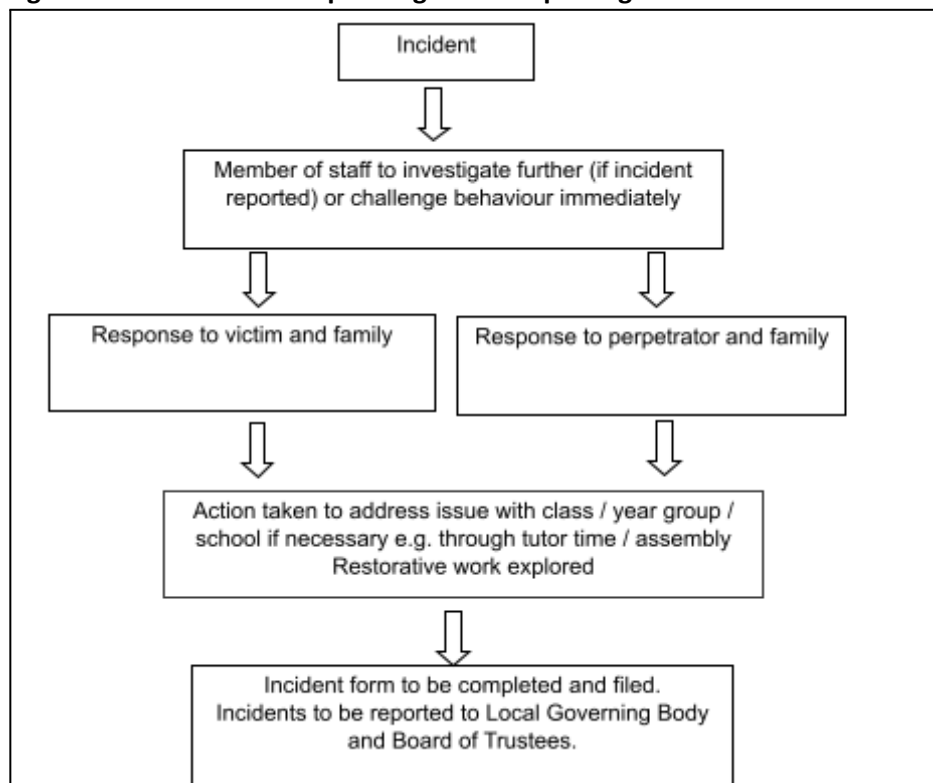 Incident
Member of staff to investigate further (if incident
reported) or challenge behaviour immediately
Response to victim and family
Response to perpetrator and family
Action taken to address issue with class / year group /
school if necessary e.g. through tutor time / assembly
Restorative work explored
Incident form to be completed and filed.
Incidents to be reported to Local Governing Body
and Board of Trustees.